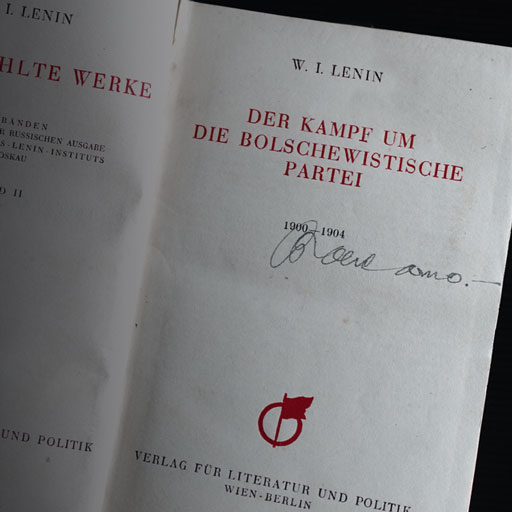 I. LENIN
HLTE WERKE
BÄNDEN
R RUSSISCHEN AUSGABE
S-LENIN-INSTITUTS
OSKAU
D II
UND POLITIK
W. I. LENIN
DER KAMPF UM
DIE BOLSCHEWISTISCHE
PARTEI
1900—1904
VERLAG FÜR LITERATUR UND POLITIK
WIEN-BERLIN